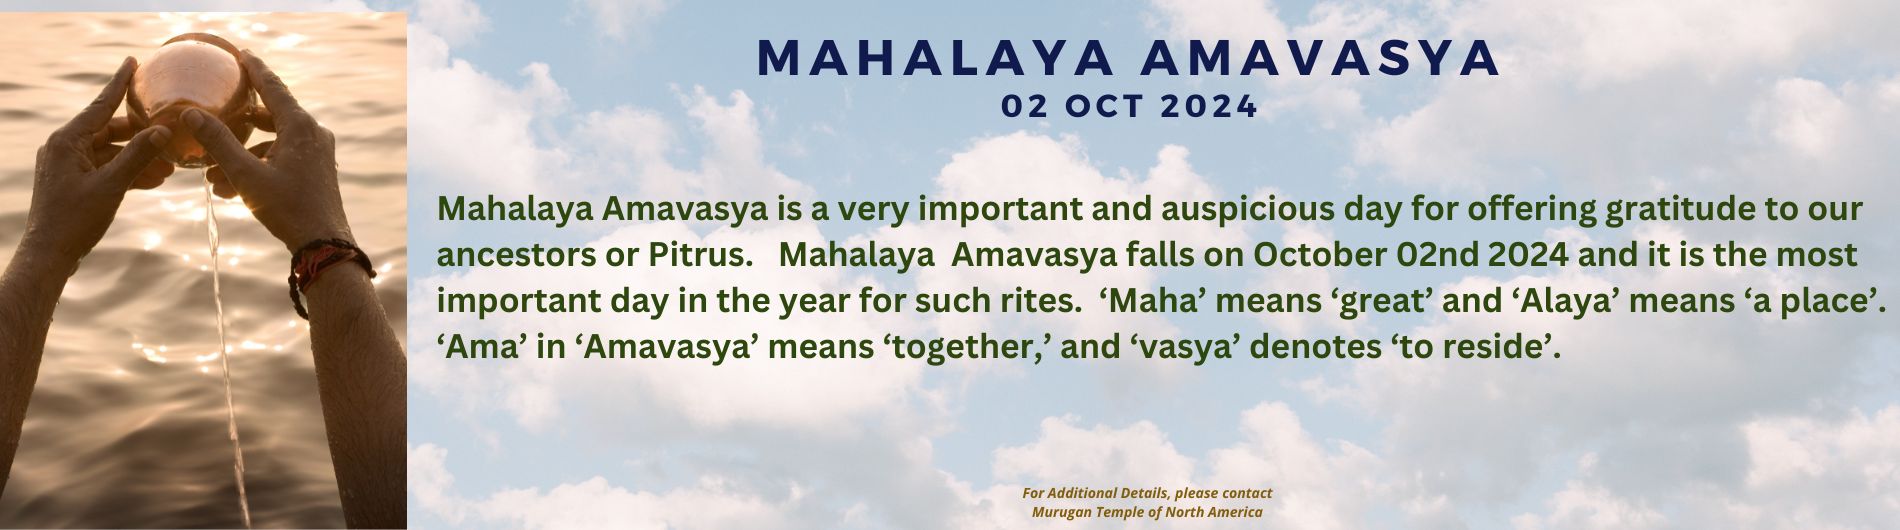 MAHALAYA AMAVASYA
02 OCT 2024
Mahalaya Amavasya is a very important and auspicious day for offering gratitude to our
ancestors or Pitrus.   Mahalaya  Amavasya falls on October 02nd 2024 and it is the most
important day in the year for such rites.  ‘Maha’ means ‘great’ and ‘Alaya’ means ‘a place’.
‘Ama’ in ‘Amavasya’ means ‘together,’ and ‘vasya’ denotes ‘to reside’.
For Additional Details, please contact
Murugan Temple of North America